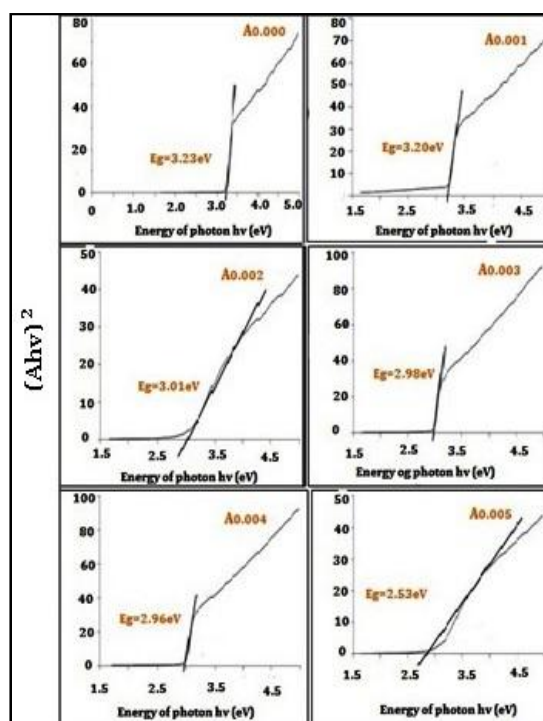 (Ahv)²
80
60
40
20
0
A0.000
Eg=3.23eV
0 1.0 2.0 3.0 4.0 5.0
Energy of photon hv (eV)
80
70
60
50
40
30
20
10
A0.001
Eg=3.20eV
1.5 2.5 3.5 4.5
Energy of photon hv (eV)
50
40
30
20
10
0
A0.002
Eg=3.01eV
1.5 2.5 3.5 4.5
Energy of photon hv (eV)
100
80
60
40
20
0
A0.003
Eg=2.98eV
1.5 2.5 3.5 4.5
Energy og photon hv (eV)
100
80
60
40
20
0
A0.004
Eg=2.96eV
1.5 2.5 3.5 4.5
Energy of photon hv (eV)
50
40
30
20
10
0
A0.005
Eg=2.53eV
1.5 2.5 3.5 4.5
Energy of photon hv (eV)